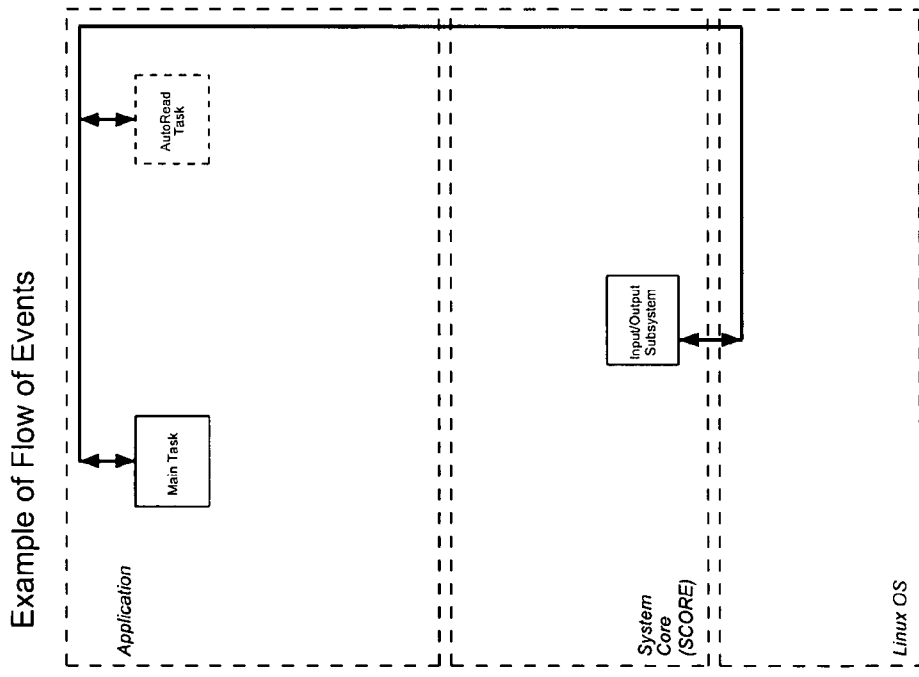 Example of Flow of Events
Application
Main Task
AutoRead
Task
System
Core
(SCORE)
Input/Output
Subsystem
Linux OS